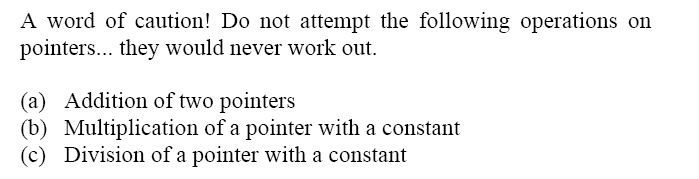 A word of caution! Do not attempt the following operations on
pointers... they would never work out.
(a) Addition of two pointers
(b) Multiplication of a pointer with a constant
(c) Division of a pointer with a constant